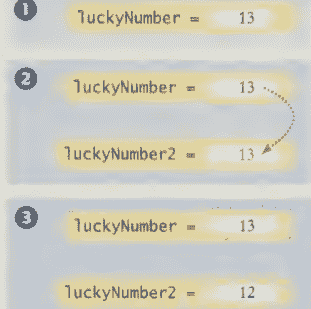 1
luckyNumber = 13
2
luckyNumber = 13
luckyNumber2 = 13
3
luckyNumber = 13
luckyNumber2 = 12